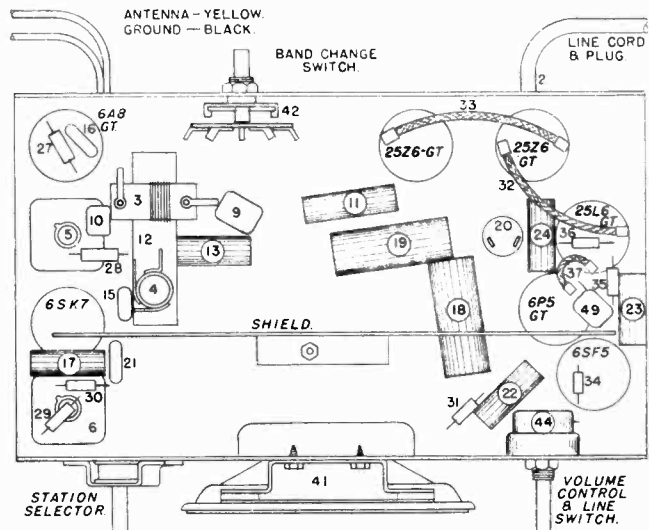 ANTENNA - YELLOW.
GROUND - BLACK.
BAND CHANGE
SWITCH.
LINE CORD
& PLUG.
2
42
33
6A8
GT.
16
27
25Z6-GT
25Z6
GT
32
3
9
11
10
5
12
13
28
19
20
24
25L6
GT
36
37
35
4
15
18
6P5
GT
49
23
6SK7
SHIELD.
17
21
30
29
6
31
22
6SF5
34
44
41
STATION
SELECTOR.
VOLUME
CONTROL
& LINE
SWITCH.